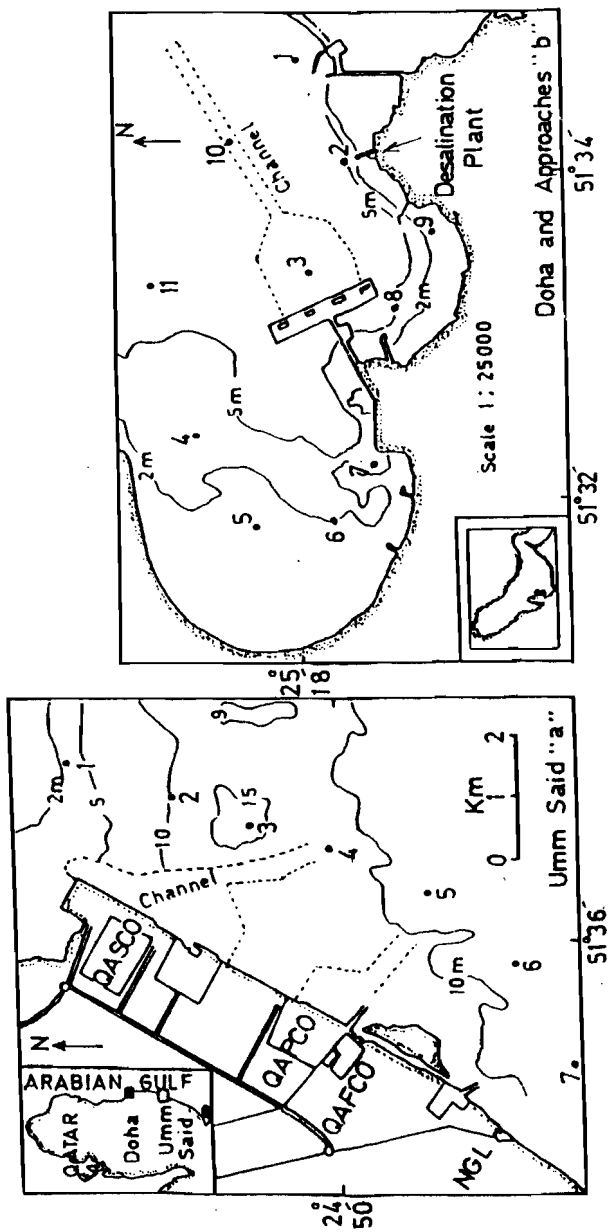 ARABIAN GULF
QATAR
Doha
Umm
Said
N
QASCO
QAPCO
QAFCO
NGL
Channel
2m
5
10
15
9
10m
1
2
3
4
5
6
7
0 1 2
Km
Umm Said "a"
24° 50
51° 36
N
Channel
2m
5m
5m
2m
1
2
3
4
5
6
7
8
9
10
11
Desalination
Plant
Scale 1 : 25000
Doha and Approaches "b"
25° 18
51° 32
51° 34